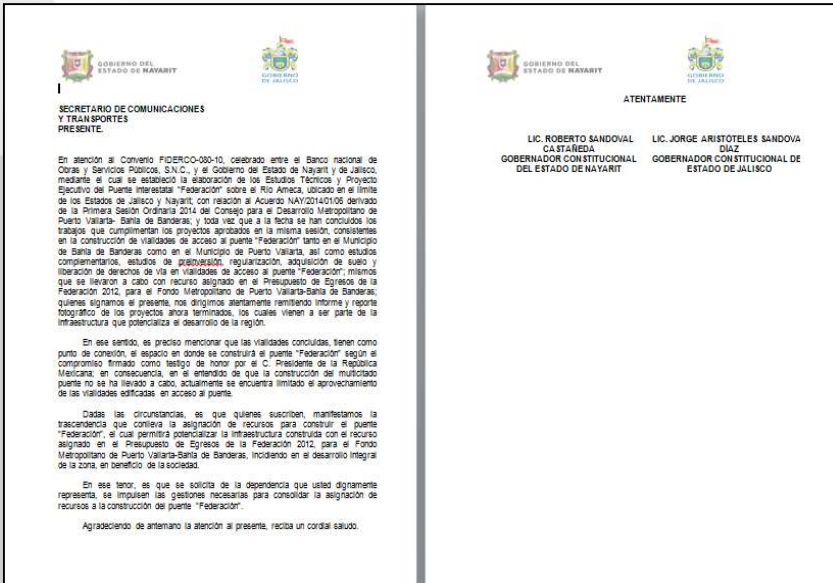 GOBIERNO DEL
ESTADO DE NAYARIT
GOBIERNO
DE JALISCO
SECRETARIO DE COMUNICACIONES
Y TRANSPORTES
PRESENTE.
En atención al Convenio FIDERCO-080-10, celebrado entre el Banco nacional de
Obras y Servicios Públicos, S.N.C., y el Gobierno del Estado de Nayarit y de Jalisco,
mediante el cual se estableció la elaboración de los Estudios Técnicos y Proyecto
Ejecutivo del Puente Interestatal "Federación" sobre el Río Ameca, ubicado en el límite
de los Estados de Jalisco y Nayarit; con relación al Acuerdo NAY/2014/01/06 derivado
de la Primera Sesión Ordinaria 2014 del Consejo para el Desarrollo Metropolitano de
Puerto Vallarta- Bahía de Banderas; y toda vez que a la fecha se han concluidos los
trabajos que cumplimentan los proyectos aprobados en la misma sesión, consistentes
en la construcción de vialidades de acceso al puente "Federación" tanto en el Municipio
de Bahía de Banderas como en el Municipio de Puerto Vallarta, así como estudios
complementarios, estudios de preinversión, regularización, adquisición de suelo y
liberación de derechos de vía en vialidades de acceso al puente "Federación"; mismos
que se llevaron a cabo con recurso asignado en el Presupuesto de Egresos de la
Federación 2012, para el Fondo Metropolitano de Puerto Vallarta-Bahía de Banderas;
quienes signamos el presente, nos dirigimos atentamente remitiendo informe y reporte
fotográfico de los proyectos ahora terminados, los cuales vienen a ser parte de la
infraestructura que potencializa el desarrollo de la región.
En ese sentido, es preciso mencionar que las vialidades concluidas, tienen como
punto de conexión, el espacio en donde se construirá el puente "Federación" según el
compromiso firmado como testigo de honor por el C. Presidente de la República
Mexicana; en consecuencia, en el entendido de que la construcción del multicitado
puente no se ha llevado a cabo, actualmente se encuentra limitado el aprovechamiento
de las vialidades edificadas en acceso al puente.
Dadas las circunstancias, es que quienes suscriben, manifestamos la
trascendencia que conlleva la asignación de recursos para construir el puente
"Federación", el cual permitirá potencializar la infraestructura construida con el recurso
asignado en el Presupuesto de Egresos de la Federación 2012, para el Fondo
Metropolitano de Puerto Vallarta-Bahía de Banderas, incidiendo en el desarrollo integral
de la zona, en beneficio de la sociedad.
En ese tenor, es que se solicita de la dependencia que usted dignamente
representa, se impulsen las gestiones necesarias para consolidar la asignación de
recursos a la construcción del puente "Federación".
Agradeciendo de antemano la atención al presente, reciba un cordial saludo.
GOBIERNO DEL
ESTADO DE NAYARIT
GOBIERNO
DE JALISCO
ATENTAMENTE
LIC. ROBERTO SANDOVAL
CASTAÑEDA
GOBERNADOR CONSTITUCIONAL
DEL ESTADO DE NAYARIT
LIC. JORGE ARISTÓTELES SANDOVA
DÍAZ
GOBERNADOR CONSTITUCIONAL DE
ESTADO DE JALISCO